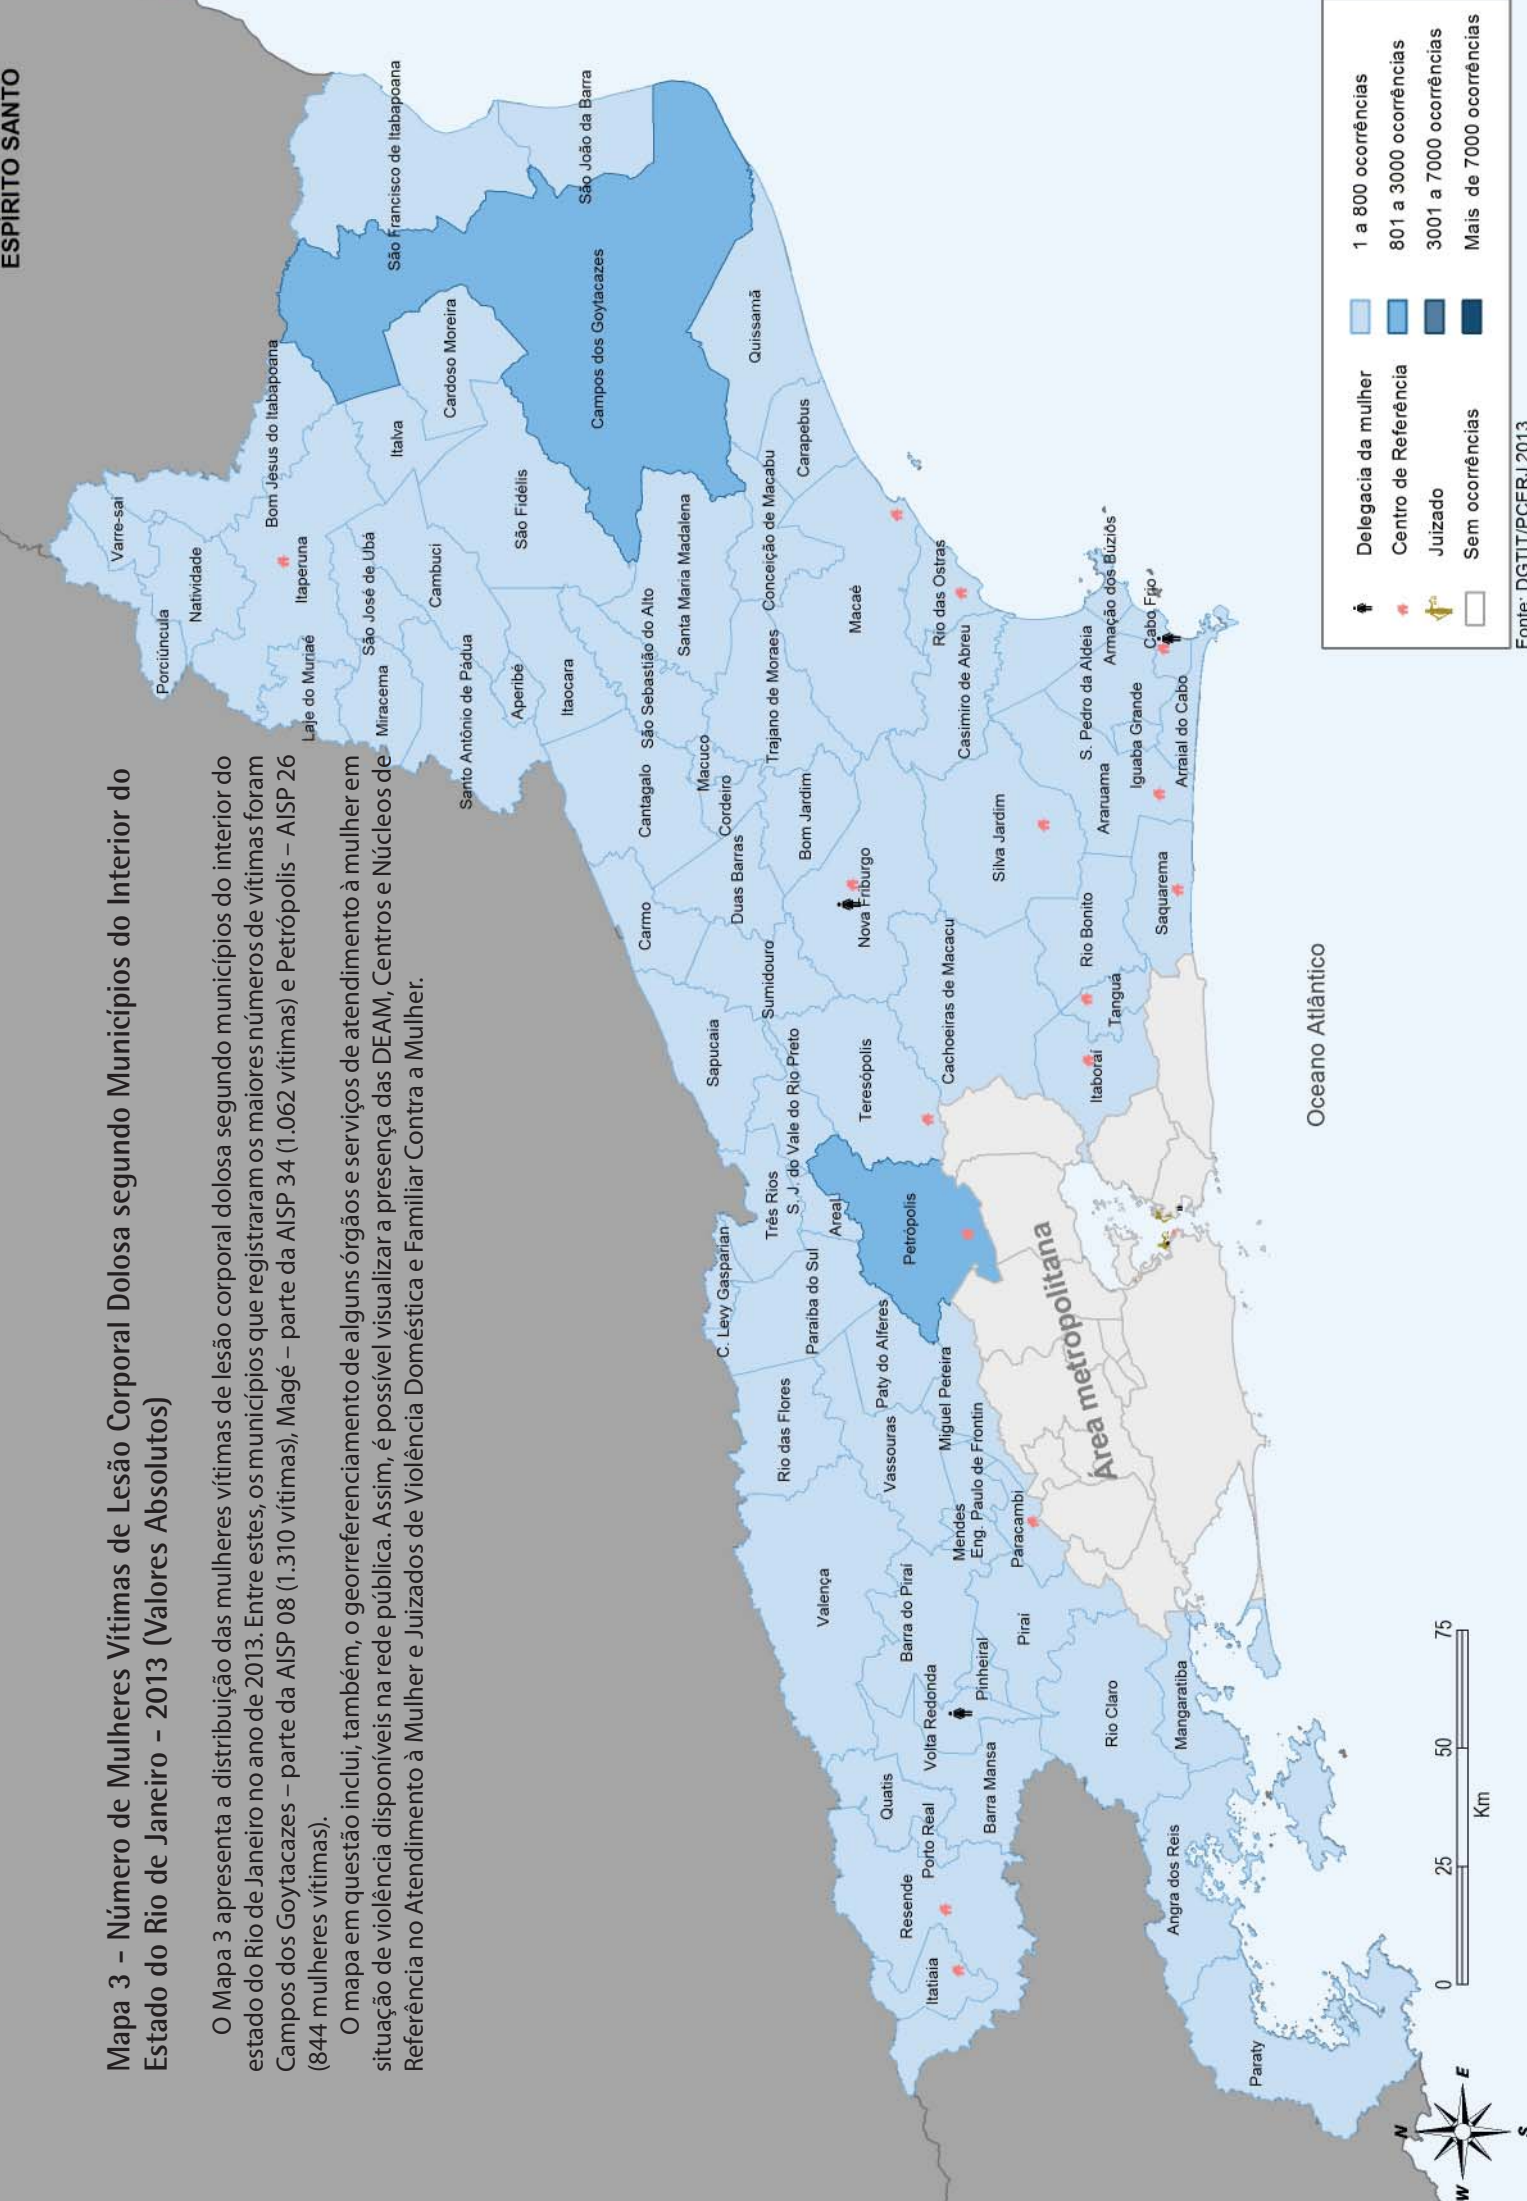 Mapa 3 – Número de Mulheres Vítimas de Lesão Corporal Dolosa segundo Municípios do Interior do
Estado do Rio de Janeiro – 2013 (Valores Absolutos)
O Mapa 3 apresenta a distribuição das mulheres vítimas de lesão corporal dolosa segundo municípios do interior do
estado do Rio de Janeiro no ano de 2013. Entre estes, os municípios que registraram os maiores números de vítimas foram
Campos dos Goytacazes – parte da AISP 08 (1.310 vítimas), Magé – parte da AISP 34 (1.062 vítimas) e Petrópolis – AISP 26
(844 mulheres vítimas).
O mapa em questão inclui, também, o georreferenciamento de alguns órgãos e serviços de atendimento à mulher em
situação de violência disponíveis na rede pública. Assim, é possível visualizar a presença das DEAM, Centros e Núcleos de
Referência no Atendimento à Mulher e Juizados de Violência Doméstica e Familiar Contra a Mulher.
ESPIRITO SANTO
Varre-sai
Porciúncula
Natividade
Bom Jesus do Itabapoana
Itaperuna
Laje do Muriaé
São José de Ubá
Italva
Miracema
São Francisco de Itabapoana
Cardoso Moreira
Cambuci
Santo Antônio de Pádua
São Fidélis
Aperibé
Itaocara
São João da Barra
Campos dos Goytacazes
São Sebastião do Alto
Cantagalo
Carmo
Santa Maria Madalena
Macuco
Cordeiro
Duas Barras
Sapucaia
C. Levy Gasparian
Quissamã
Conceição de Macabu
Trajano de Moraes
Sumidouro
Três Rios
Rio das Flores
Carapebus
Bom Jardim
S. J. do Vale do Rio Preto
Paraíba do Sul
Valença
Areal
Macaé
Nova Friburgo
Teresópolis
Paty do Alferes
Vassouras
Quatis
Petrópolis
Barra do Piraí
Resende
Rio das Ostras
Cachoeiras de Macacu
Miguel Pereira
Volta Redonda
Porto Real
Itatiaia
Casimiro de Abreu
Mendes
Eng. Paulo de Frontin
Pinheiral
Barra Mansa
Silva Jardim
Paracambi
Piraí
S. Pedro da Aldeia
Armação dos Búzios
Araruama
Rio Bonito
Tanguá
Itaboraí
Área metropolitana
Rio Claro
Cabo Frio
Iguaba Grande
Arraial do Cabo
Saquarema
Mangaratiba
Angra dos Reis
Paraty
Oceano Atlântico
Delegacia da mulher
Centro de Referência
Juizado
Sem ocorrências
1 a 800 ocorrências
801 a 3000 ocorrências
3001 a 7000 ocorrências
Mais de 7000 ocorrências
Fonte: DGTIT/PCERJ 2013
0 25 50 75
Km
N
W E
S